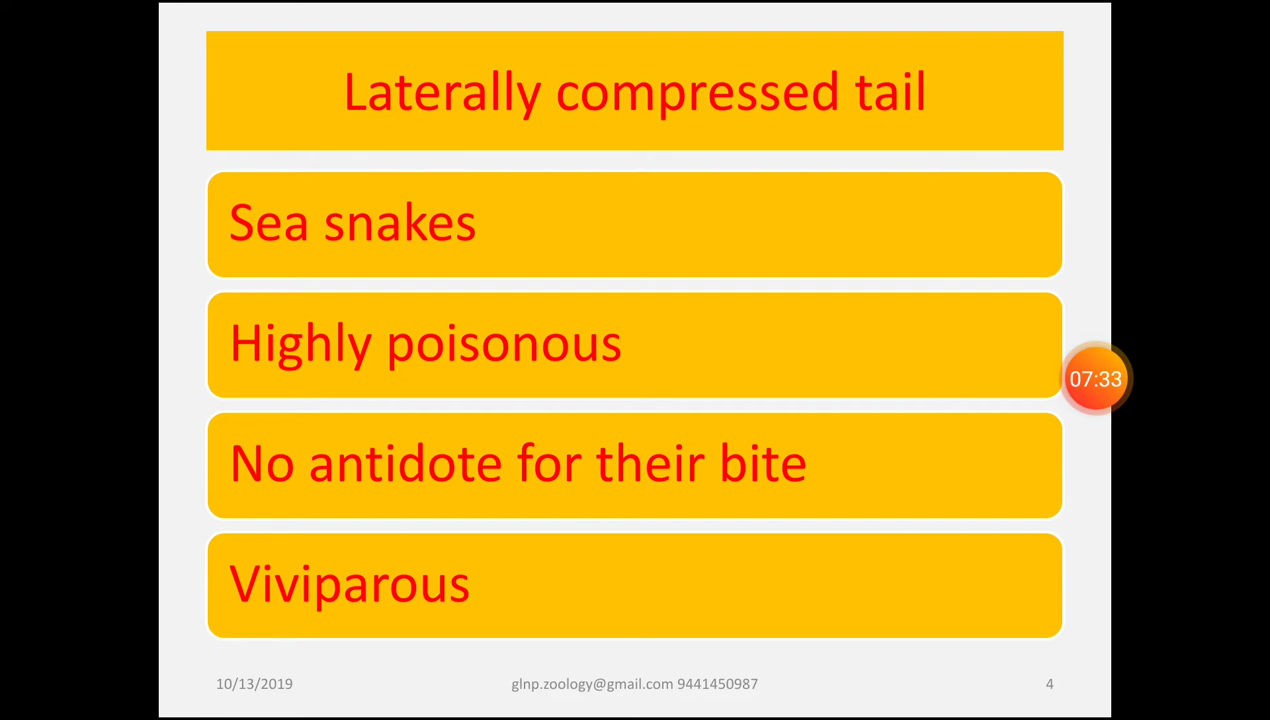 Laterally compressed tail
Sea snakes
Highly poisonous
07:33
No antidote for their bite
Viviparous
10/13/2019
glnp.zoology@gmail.com 9441450987
4